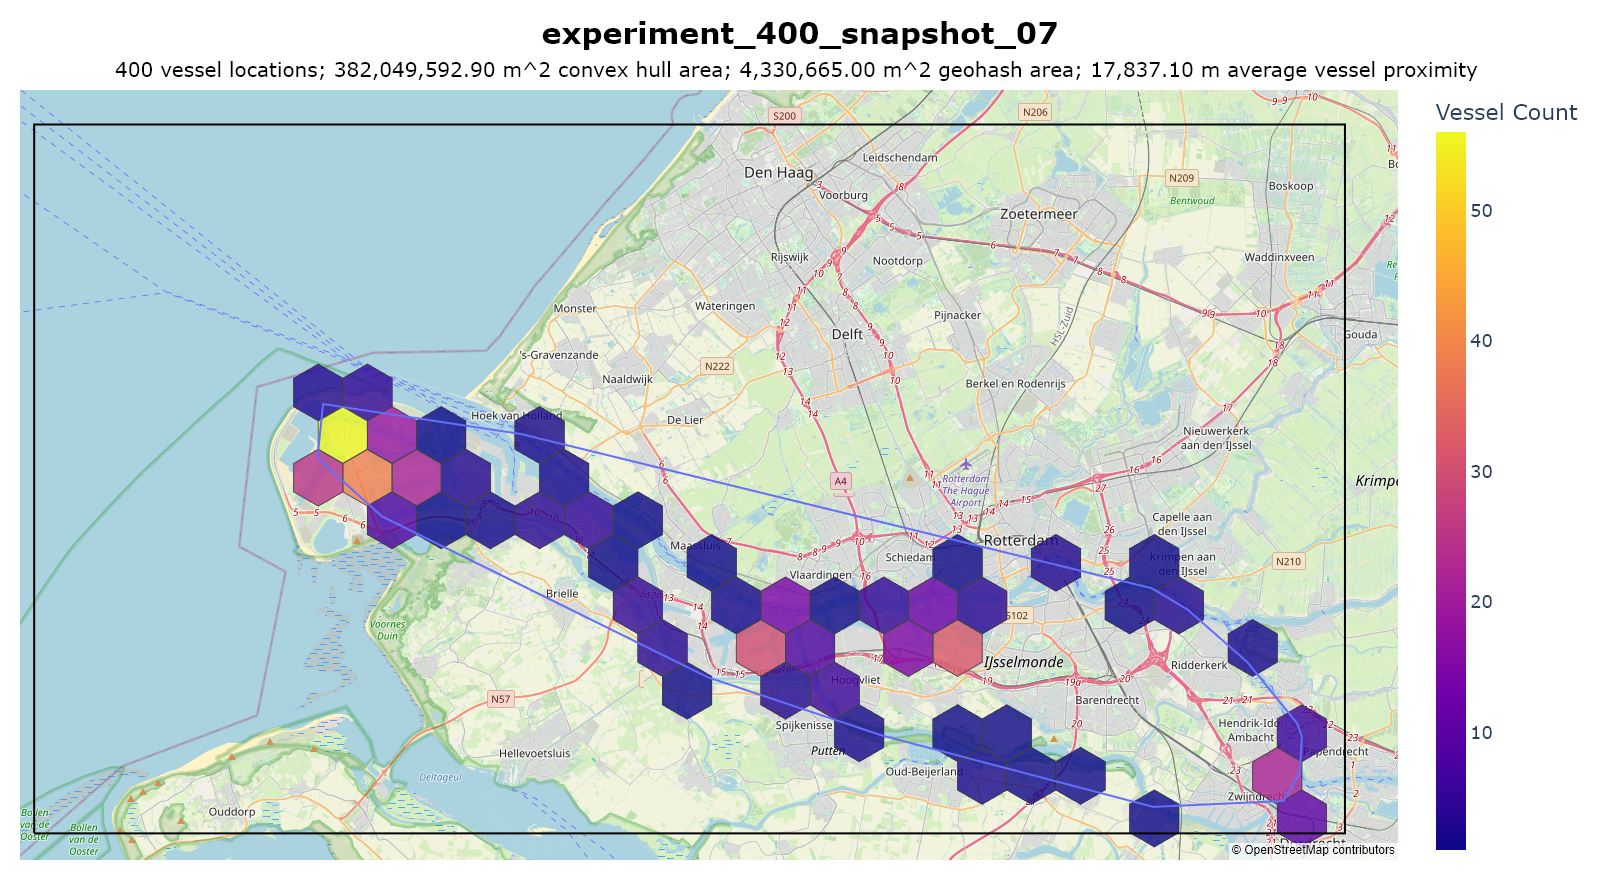 experiment_400_snapshot_07
400 vessel locations; 382,049,592.90 m^2 convex hull area; 4,330,665.00 m^2 geohash area; 17,837.10 m average vessel proximity
Vessel Count
50
40
30
20
10
S200
N206
Leidschendam
Den Haag
Voorburg
N209
Boskoop
Bentwoud
Zoetermeer
Rijswijk
Nootdorp
Waddinxveen
Monster
Wateringen
Pijnacker
HSL-Zuid
Delft
Gouda
's-Gravenzande
N222
Naaldwijk
Berkel en Rodenrijs
Hoek van Holland
De Lier
Nieuwerkerk
aan den IJssel
A4
Rotterdam
The Hague
Airport
Capelle aan
den IJssel
Rotterdam
Schiedam
Krimpen aan
den IJssel
N210
Vlaardingen
Brielle
Voornes
Duin
S102
IJsselmonde
Ridderkerk
Hoogvliet
N57
Barendrecht
Spijkenisse
Hendrik-Ido-
Ambacht
Papendrecht
Putten
Hellevoetsluis
Oud-Beijerland
Deltageul
Zwijndrecht
Ouddorp
Bollen
van de
Ooster
Bollen
van de
Ooster
© OpenStreetMap contributors